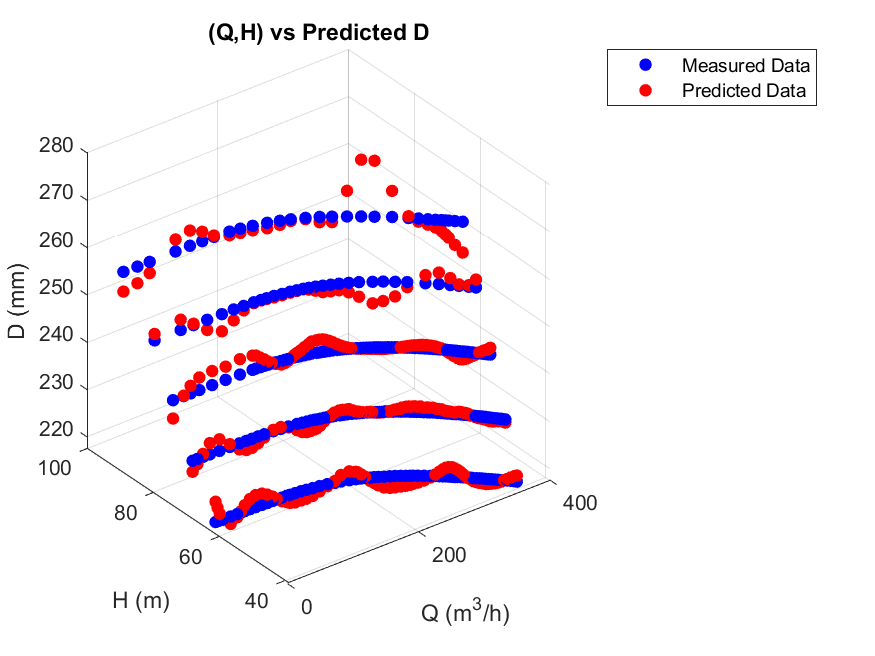 (Q,H) vs Predicted D
Measured Data
Predicted Data
280
270
260
250
240
230
220
D (mm)
100
80
60
40
H (m)
0
200
400
Q (m³/h)